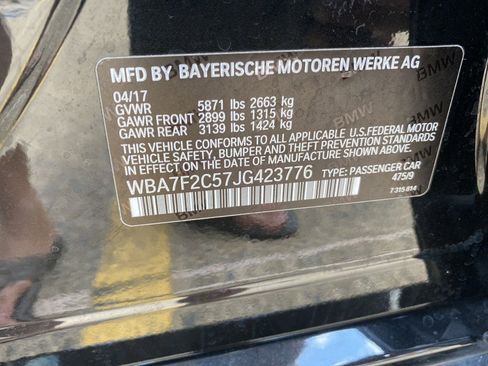 MFD BY BAYERISCHE MOTOREN WERKE AG
04/17
GVWR 5871 lbs 2663 kg
GAWR FRONT 2899 lbs 1315 kg
GAWR REAR 3139 lbs 1424 kg
THIS VEHICLE CONFORMS TO ALL APPLICABLE U.S. FEDERAL MOTOR
VEHICLE SAFETY, BUMPER, AND THEFT PREVENTION STANDARDS
IN EFFECT ON THE DATE OF MANUFACTURE SHOWN ABOVE.
WBA7F2C57JG423776 TYPE: PASSENGER CAR
475/9
7 315 814
BMW